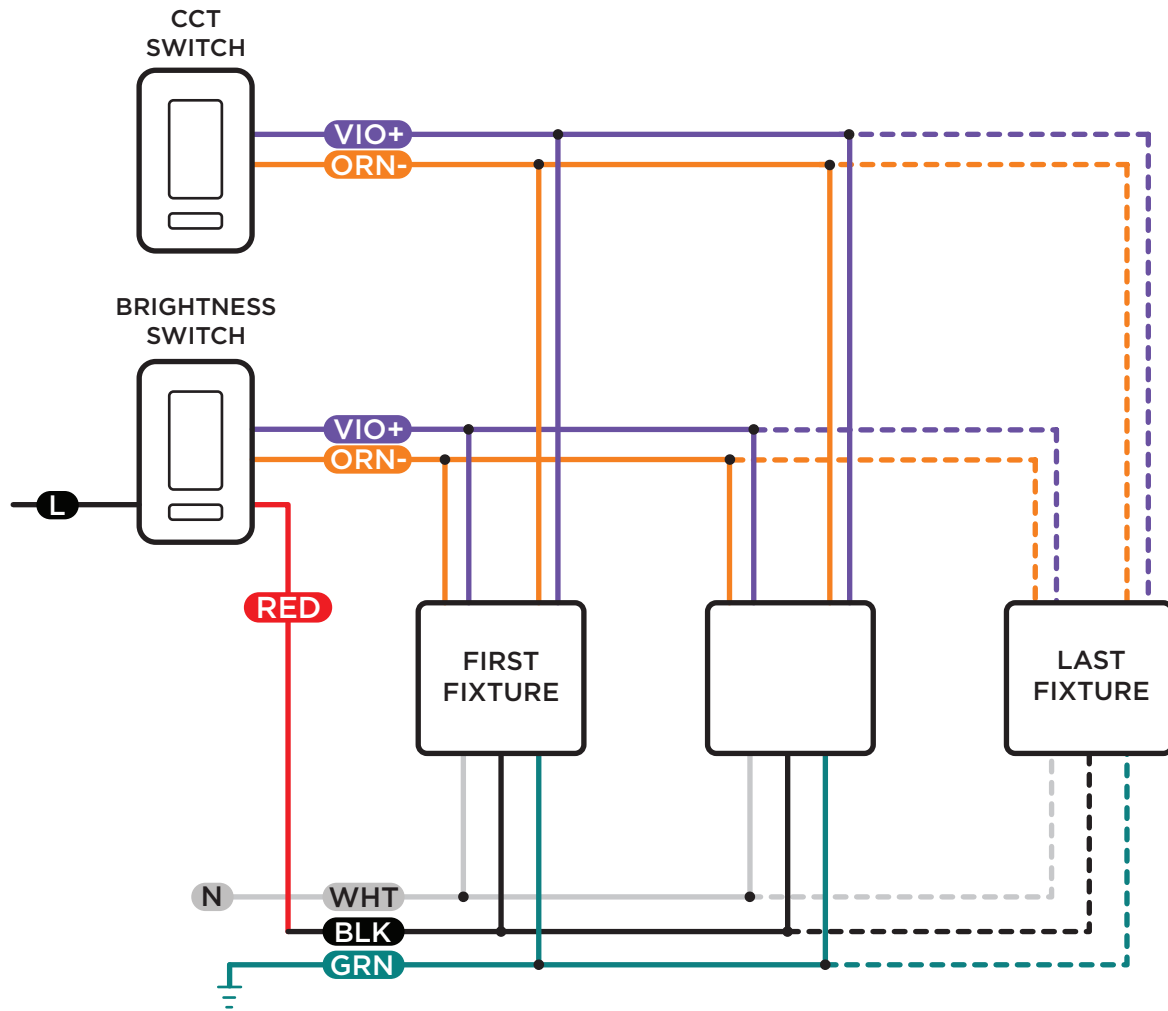 CCT
SWITCH
VIO+
ORN-
BRIGHTNESS
SWITCH
VIO+
ORN-
L
RED
FIRST
FIXTURE
LAST
FIXTURE
N
WHT
BLK
GRN